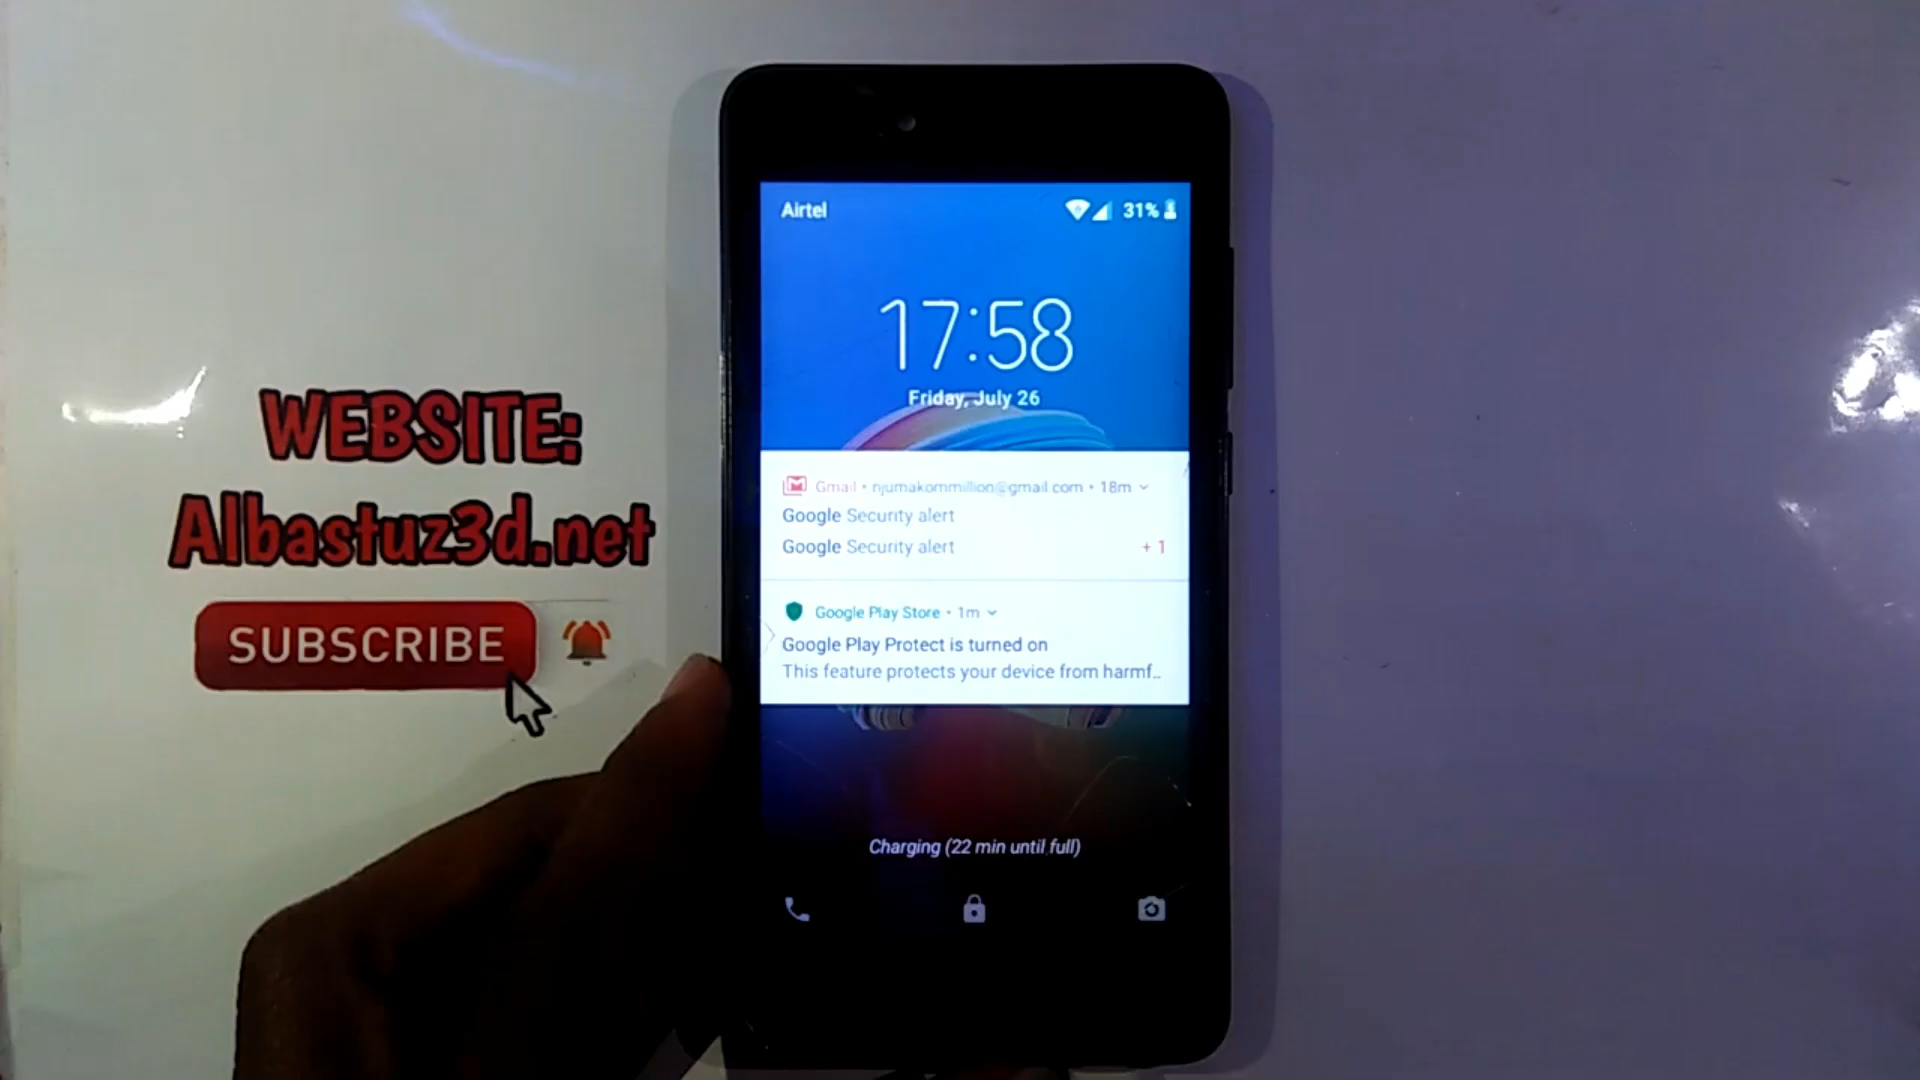 WEBSITE:
Albastuz3d.net
SUBSCRIBE
Airtel
31%
17:58
Friday, July 26
Gmail • njumakommillion@gmail.com • 18m
Google Security alert
Google Security alert
+ 1
Google Play Store • 1m
Google Play Protect is turned on
This feature protects your device from harmf..
Charging (22 min until full)